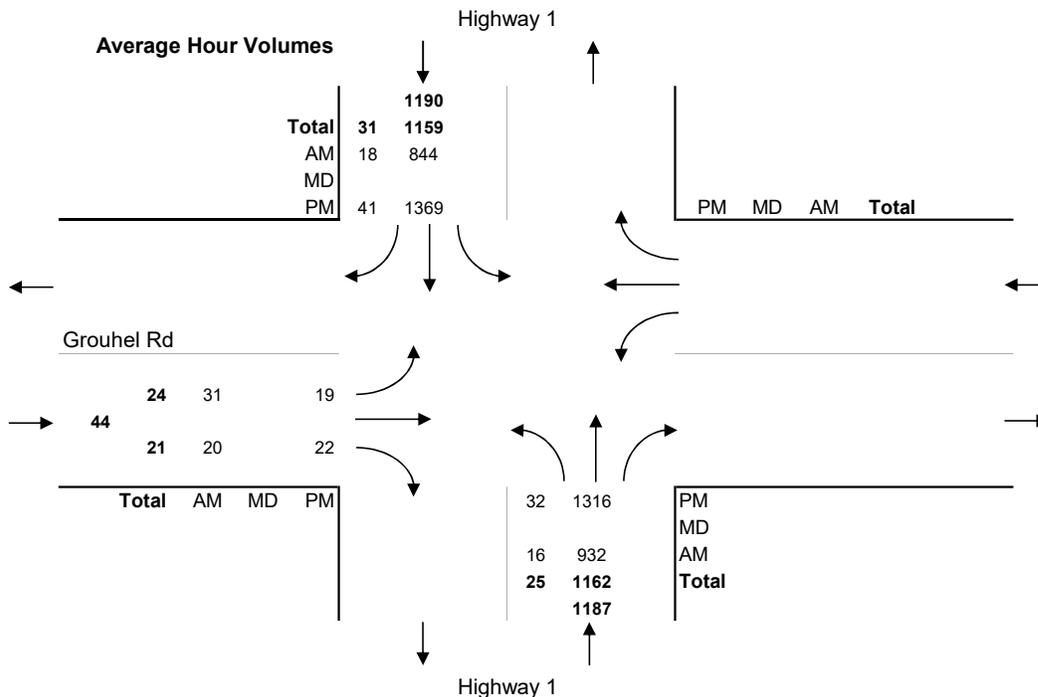 Highway 1
Average Hour Volumes
1190
Total 31 1159
AM 18 844
MD
PM 41 1369
PM MD AM Total
Grouhel Rd
24 31 19
44
21 20 22
Total AM MD PM
32 1316 PM
MD
16 932 AM
25 1162 Total
1187
Highway 1